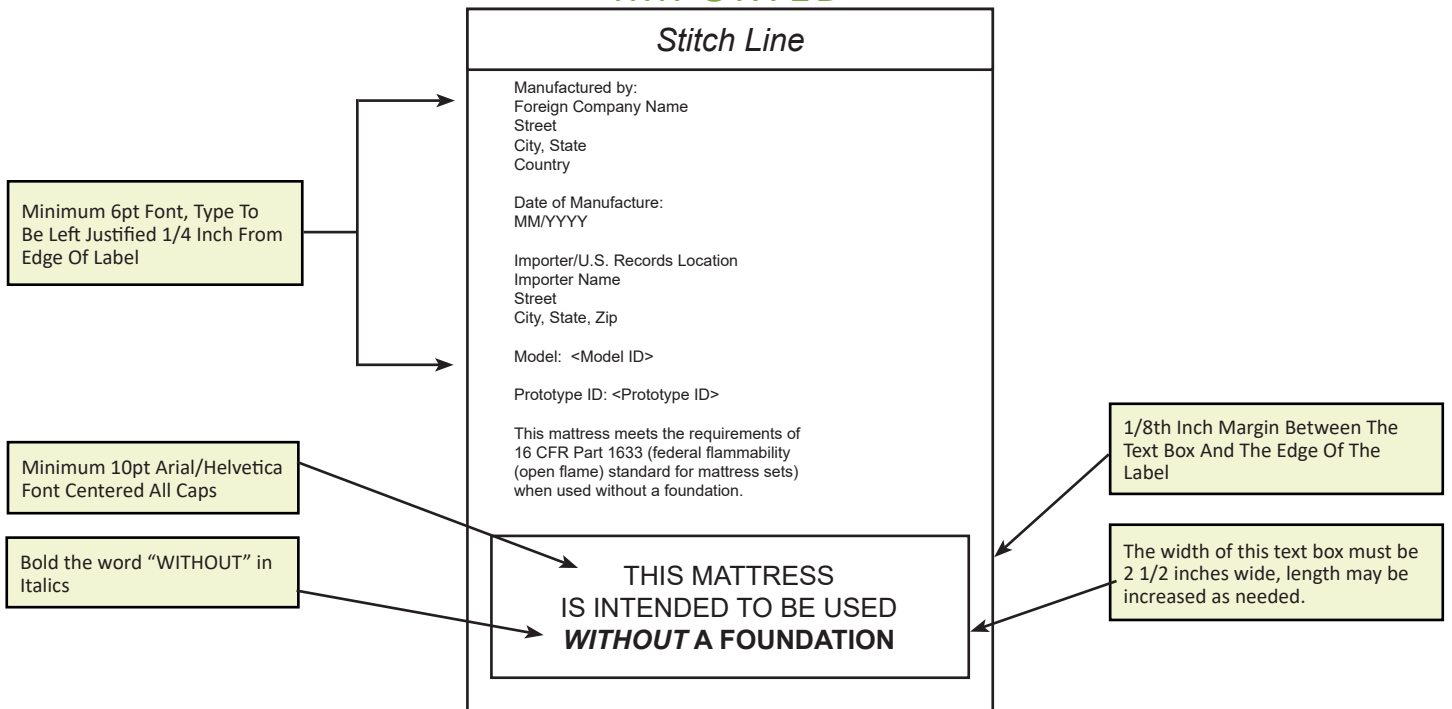 Stitch Line
Manufactured by:
Foreign Company Name
Street
City, State
Country
Date of Manufacture:
MM/YYYY
Importer/U.S. Records Location
Importer Name
Street
City, State, Zip
Model: <Model ID>
Prototype ID: <Prototype ID>
This mattress meets the requirements of
16 CFR Part 1633 (federal flammability
(open flame) standard for mattress sets)
when used without a foundation.
THIS MATTRESS
IS INTENDED TO BE USED
WITHOUT A FOUNDATION
Minimum 6pt Font, Type To
Be Left Justified 1/4 Inch From
Edge Of Label
Minimum 10pt Arial/Helvetica
Font Centered All Caps
Bold the word “WITHOUT” in
Italics
1/8th Inch Margin Between The
Text Box And The Edge Of The
Label
The width of this text box must be
2 1/2 inches wide, length may be
increased as needed.